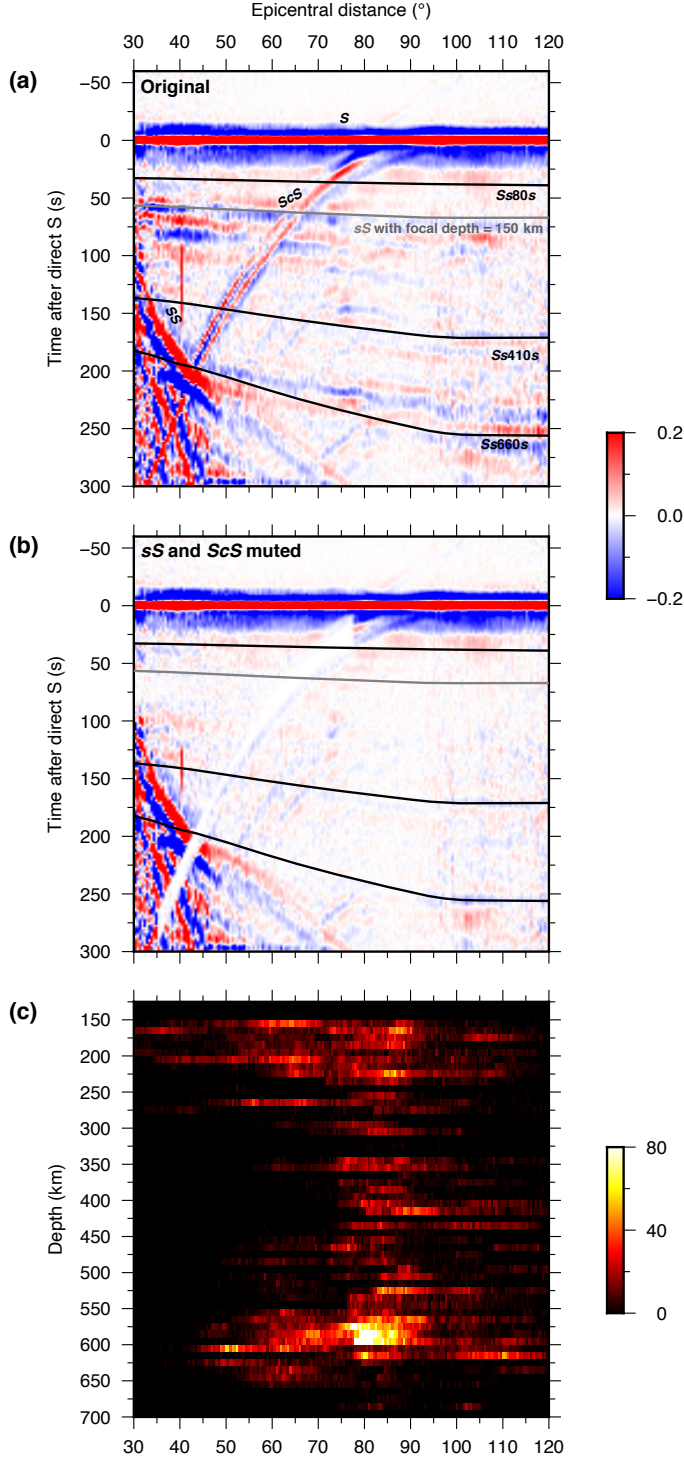 Epicentral distance (°)
30 40 50 60 70 80 90 100 110 120
(a)
Original
S
ScS
SS
Ss80s
sS with focal depth = 150 km
Ss410s
Ss660s
Time after direct S (s)
−50
0
50
100
150
200
250
300
0.2
0.0
−0.2
(b)
sS and ScS muted
Time after direct S (s)
−50
0
50
100
150
200
250
300
(c)
Depth (km)
150
200
250
300
350
400
450
500
550
600
650
700
80
40
0
30 40 50 60 70 80 90 100 110 120